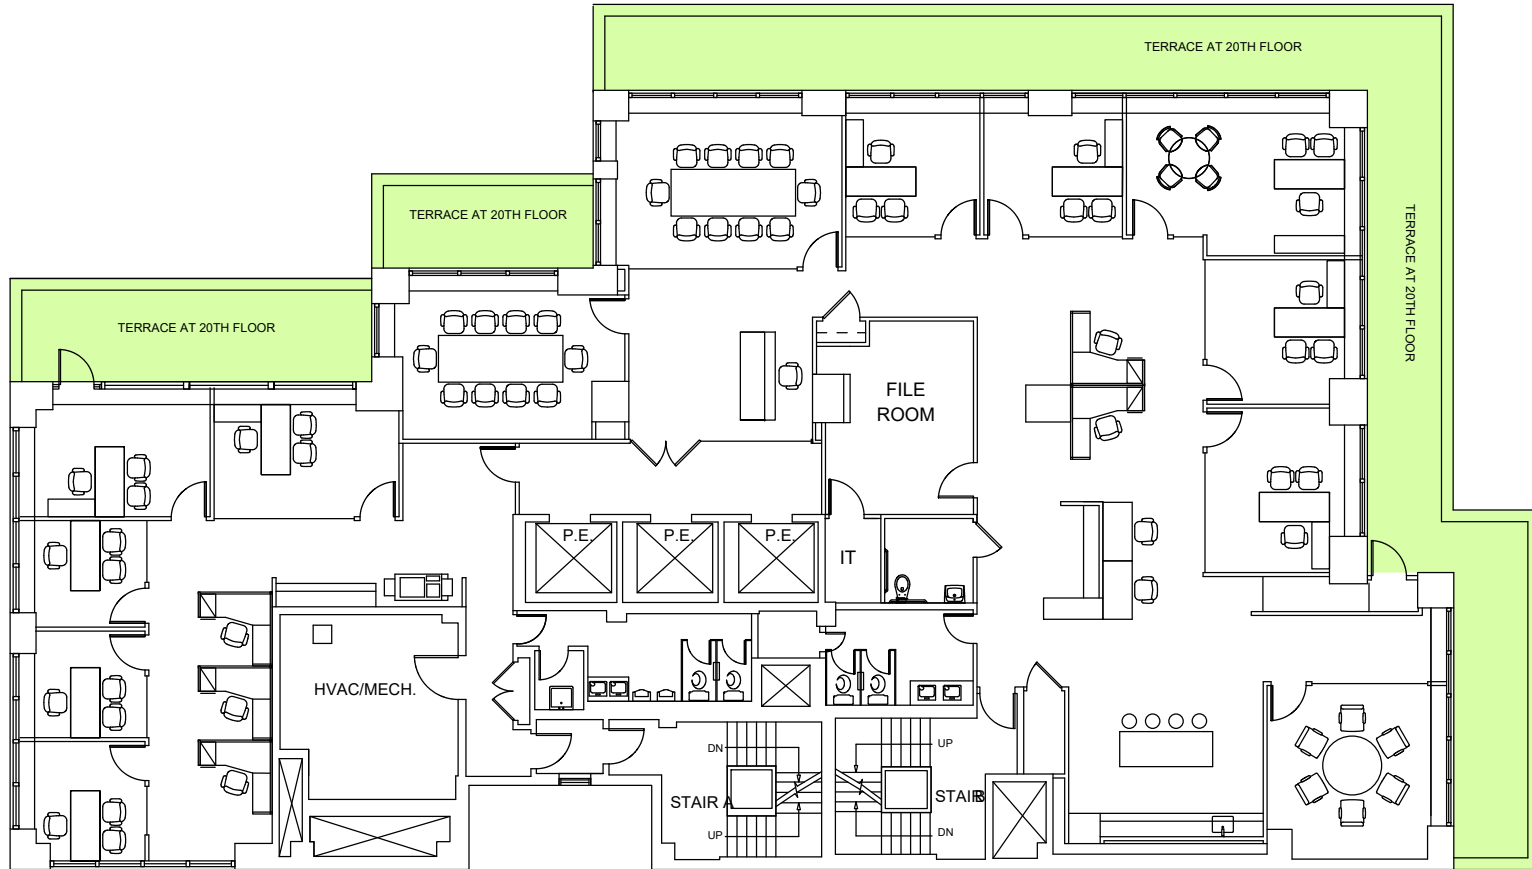 TERRACE AT 20TH FLOOR
TERRACE AT 20TH FLOOR
TERRACE AT 20TH FLOOR
TERRACE AT 20TH FLOOR
FILE
ROOM
P.E.
P.E.
P.E.
IT
HVAC/MECH.
DN
UP
STAIR A
STAIR B
UP
DN